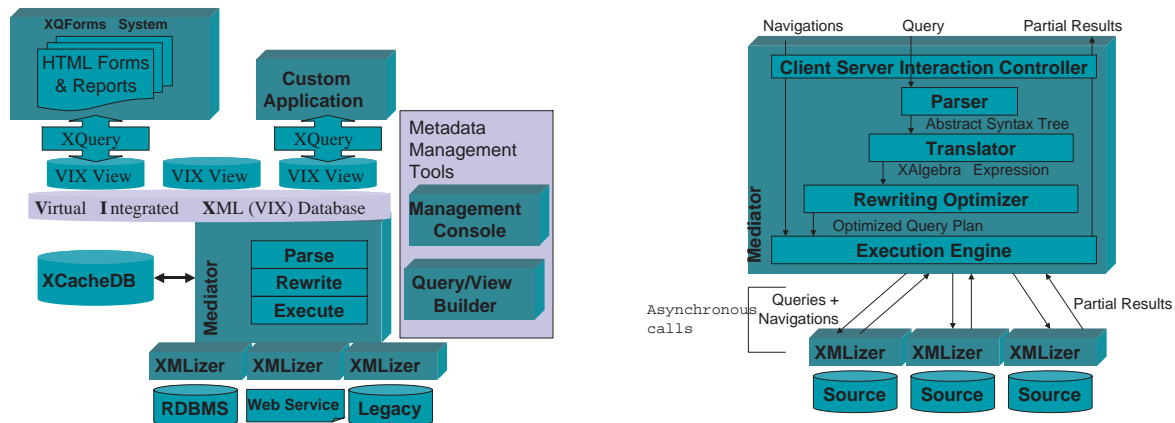 XQForms System
HTML Forms
& Reports
Custom
Application
XQuery
XQuery
VIX View
VIX View
VIX View
Virtual Integrated XML (VIX) Database
Metadada
Management
Tools
Management
Console
Query/View
Builder
XCacheDB
Mediator
Parse
Rewrite
Execute
XMLizer
XMLizer
XMLizer
RDBMS
Web Service
Legacy
Navigations
Query
Partial Results
Client Server Interaction Controller
Parser
Abstract Syntax Tree
Translator
XAlgebra Expression
Rewriting Optimizer
Optimized Query Plan
Execution Engine
Mediator
Asynchronous
calls
Queries +
Navigations
Partial Results
XMLizer
XMLizer
XMLizer
Source
Source
Source